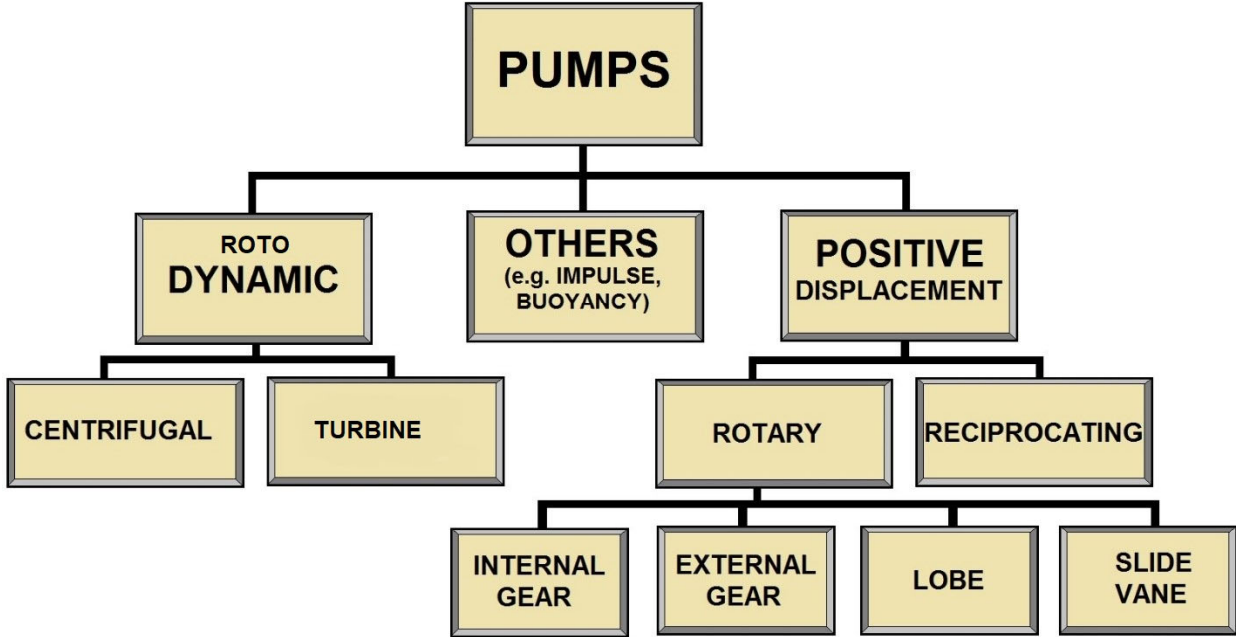 PUMPS
ROTO
DYNAMIC
OTHERS
(e.g. IMPULSE,
BUOYANCY)
POSITIVE
DISPLACEMENT
CENTRIFUGAL
TURBINE
ROTARY
RECIPROCATING
INTERNAL
GEAR
EXTERNAL
GEAR
LOBE
SLIDE
VANE